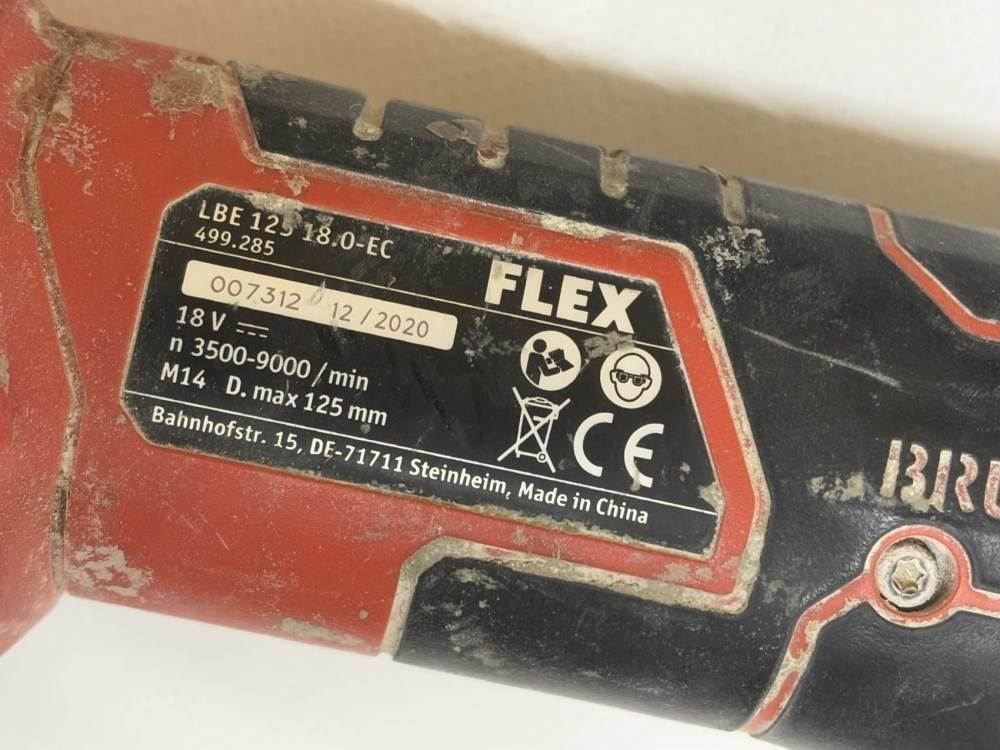 LBE 125 18.0-EC
499.285
FLEX
007312 12/2020
18 V
n 3500-9000 /min
M14 D. max 125 mm
CE
Bahnhofstr. 15, DE-71711 Steinheim, Made in China